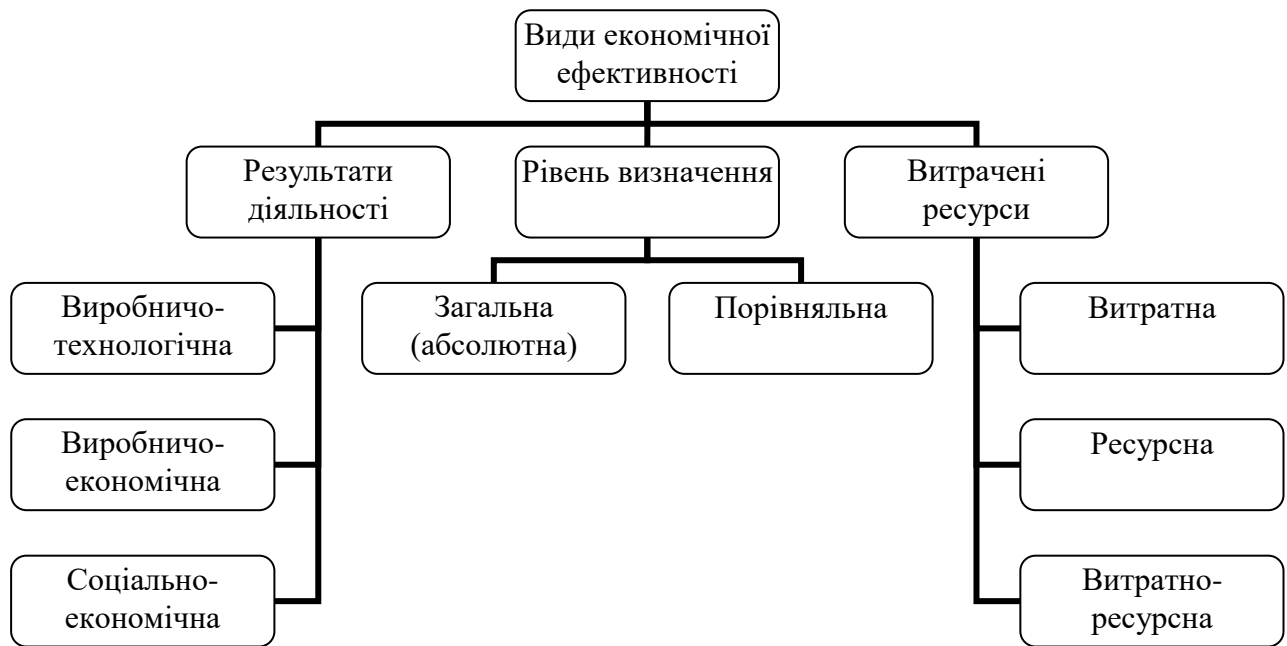 Види економічної
ефективності
Результати
діяльності
Рівень визначення
Витрачені
ресурси
Виробничо-
технологічна
Загальна
(абсолютна)
Порівняльна
Витратна
Виробничо-
економічна
Ресурсна
Соціально-
економічна
Витратно-
ресурсна